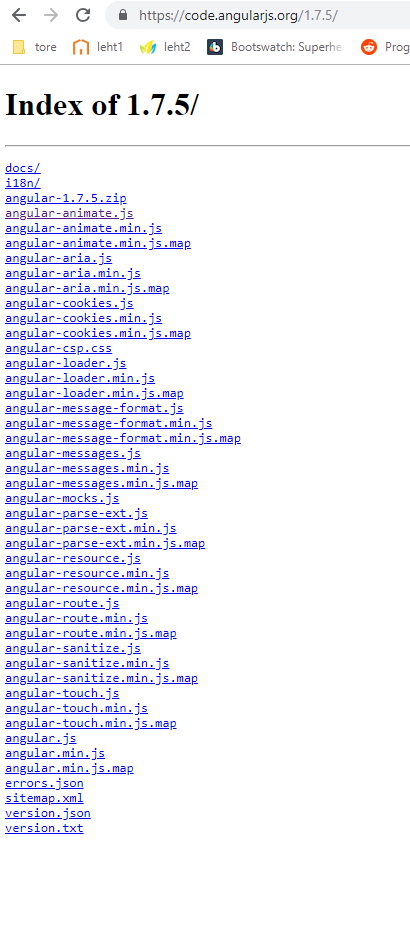 https://code.angularjs.org/1.7.5/
tore leht1 leht2 Bootswatch: Superhe Prog
Index of 1.7.5/
docs/
i18n/
angular-1.7.5.zip
angular-animate.js
angular-animate.min.js
angular-animate.min.js.map
angular-aria.js
angular-aria.min.js
angular-aria.min.js.map
angular-cookies.js
angular-cookies.min.js
angular-cookies.min.js.map
angular-csp.css
angular-loader.js
angular-loader.min.js
angular-loader.min.js.map
angular-message-format.js
angular-message-format.min.js
angular-message-format.min.js.map
angular-messages.js
angular-messages.min.js
angular-messages.min.js.map
angular-mocks.js
angular-parse-ext.js
angular-parse-ext.min.js
angular-parse-ext.min.js.map
angular-resource.js
angular-resource.min.js
angular-resource.min.js.map
angular-route.js
angular-route.min.js
angular-route.min.js.map
angular-sanitize.js
angular-sanitize.min.js
angular-sanitize.min.js.map
angular-touch.js
angular-touch.min.js
angular-touch.min.js.map
angular.js
angular.min.js
angular.min.js.map
errors.json
sitemap.xml
version.json
version.txt